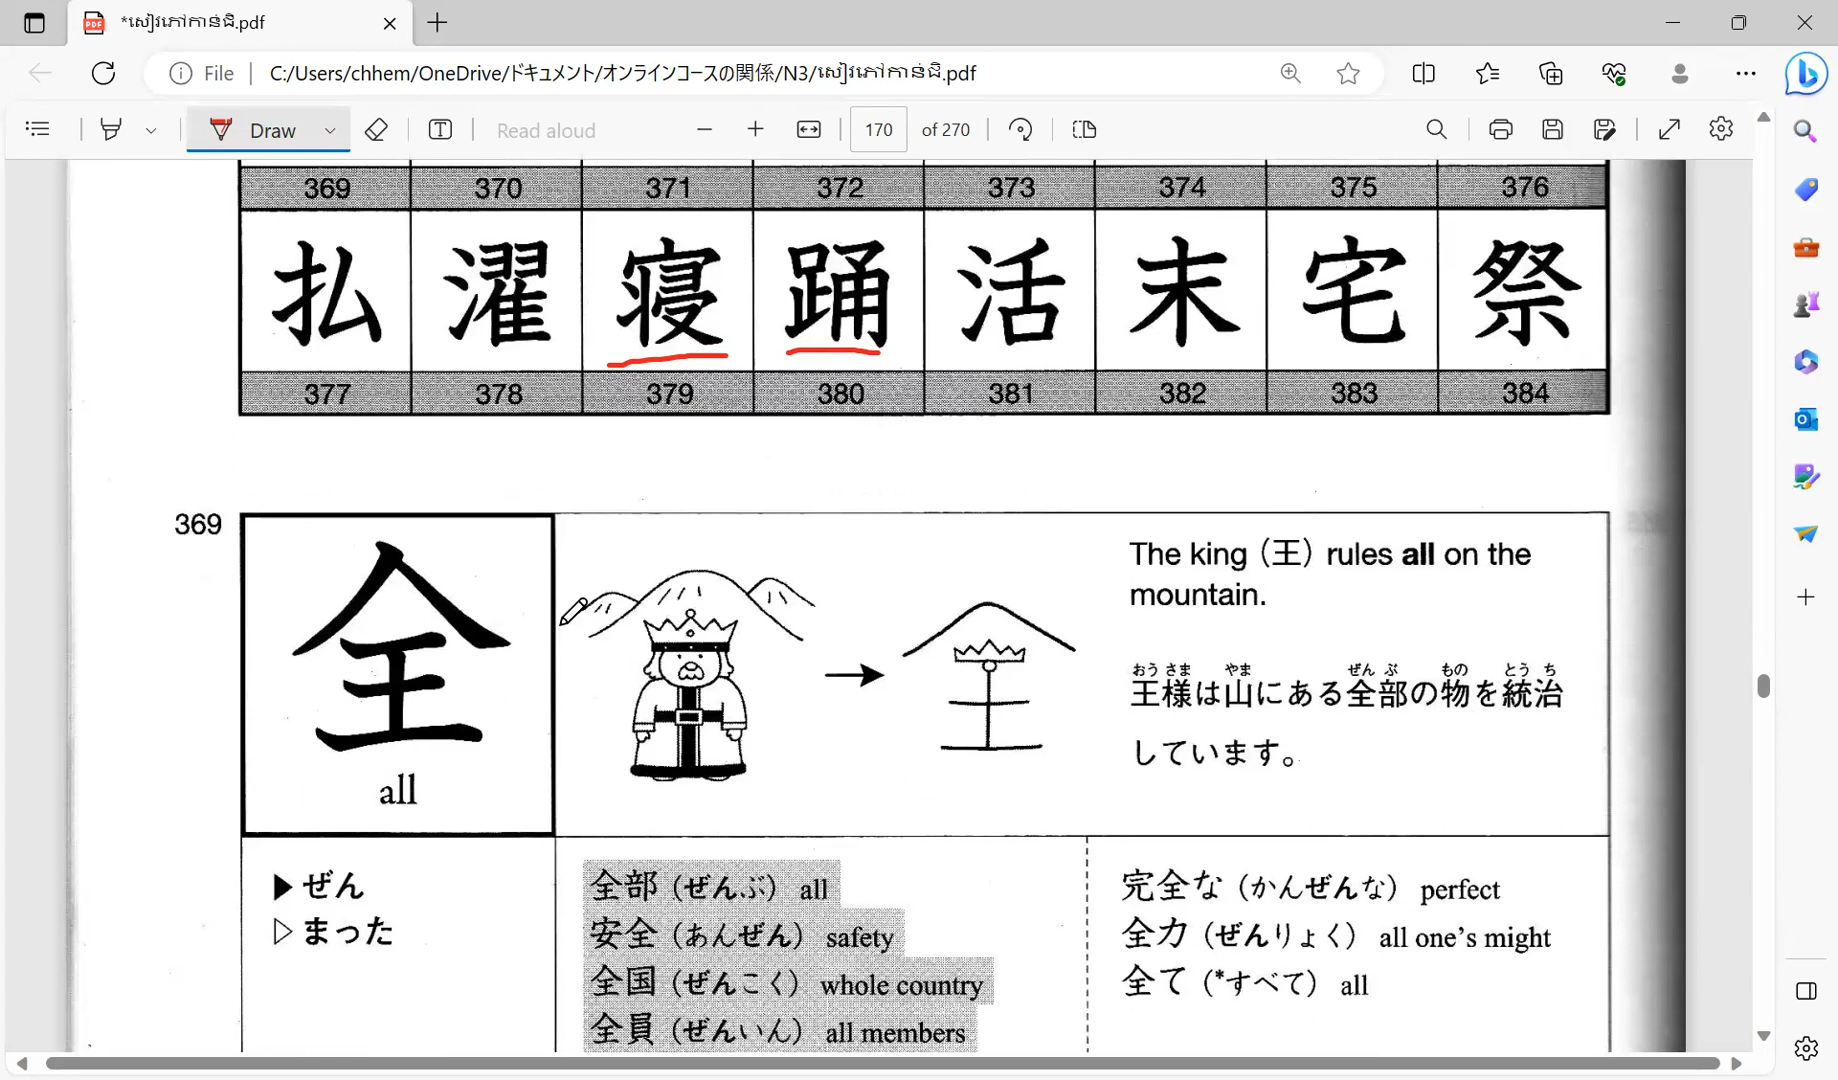 *សៀវភៅកាន់ជិ.pdf
File
C:/Users/chhem/OneDrive/ドキュメント/オンラインコースの関係/N3/សៀវភៅកាន់ជិ.pdf
Draw
Read aloud
170
of 270
369 370 371 372 373 374 375 376
払 濯 寝 踊 活 末 宅 祭
377 378 379 380 381 382 383 384
369
全
all
The king (王) rules all on the
mountain.
おう さま やま ぜん ぶ もの とう ち
王様は山にある全部の物を統治
しています。
▶ ぜん
▷ まった
全部 (ぜんぶ) all
安全 (あんぜん) safety
全国 (ぜんこく) whole country
全員 (ぜんいん) all members
完全な (かんぜんな) perfect
全力 (ぜんりょく) all one's might
全て (*すべて) all